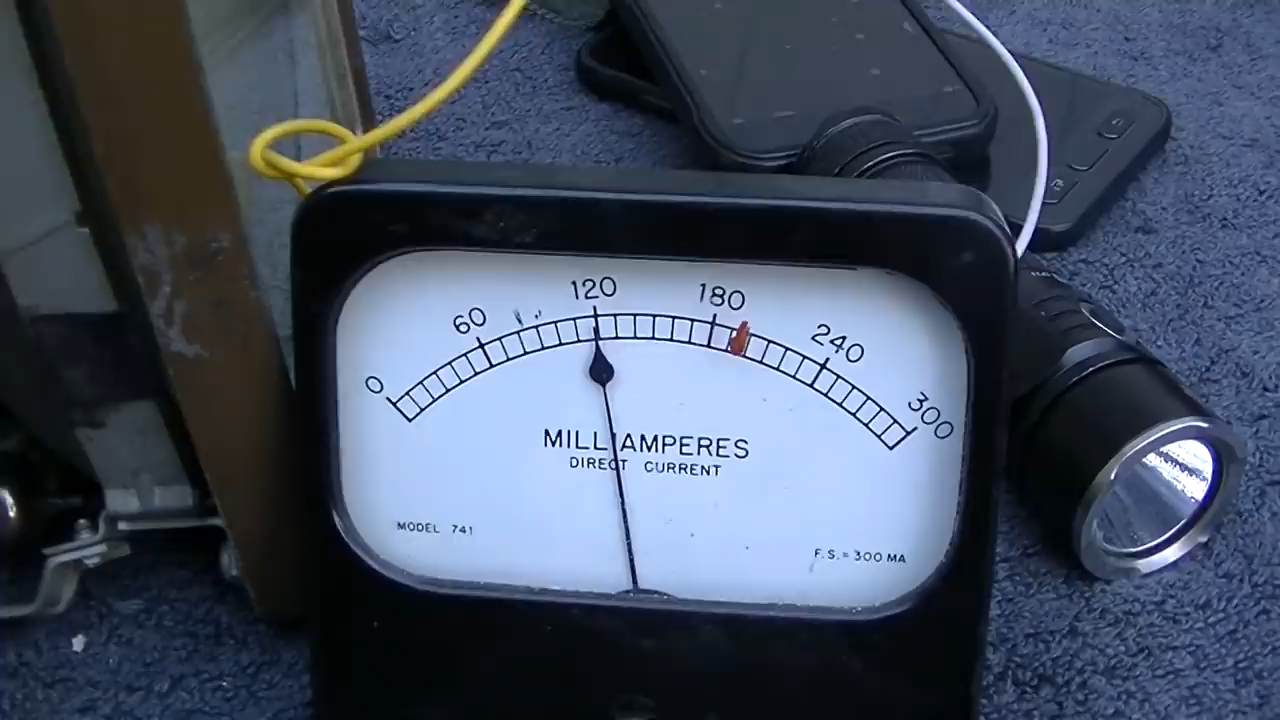 0 60 120 180 240 300
MILLIAMPERES
DIRECT CURRENT
MODEL 741
F.S. = 300 MA